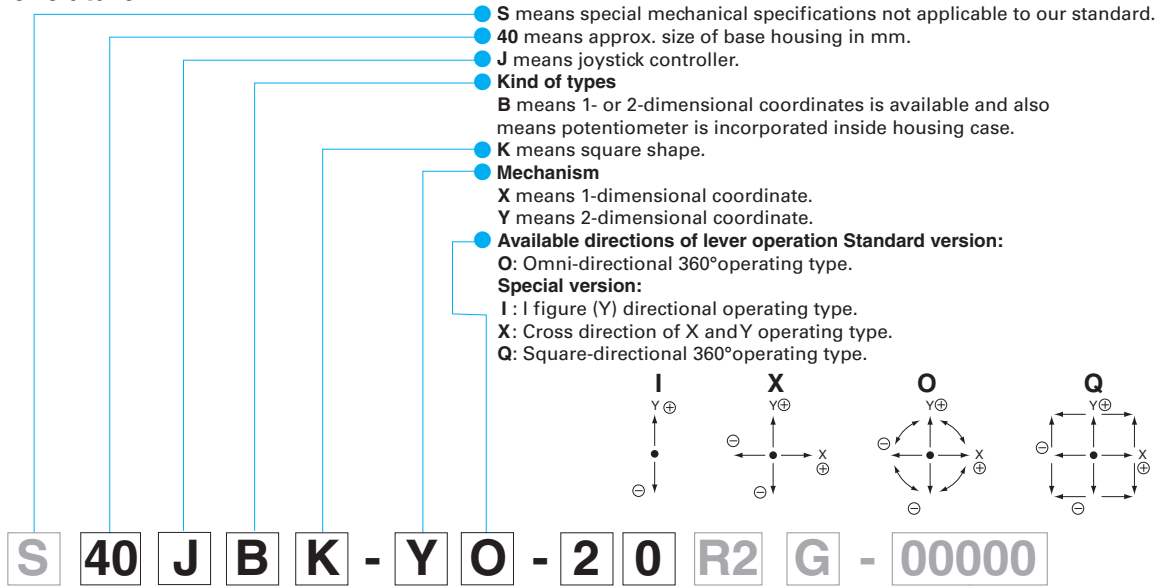 S means special mechanical specifications not applicable to our standard.
40 means approx. size of base housing in mm.
J means joystick controller.
Kind of types
B means 1- or 2-dimensional coordinates is available and also
means potentiometer is incorporated inside housing case.
K means square shape.
Mechanism
X means 1-dimensional coordinate.
Y means 2-dimensional coordinate.
Available directions of lever operation Standard version:
O: Omni-directional 360°operating type.
Special version:
I : I figure (Y) directional operating type.
X: Cross direction of X and Y operating type.
Q: Square-directional 360°operating type.
I X O Q
Y ⊕ Y⊕ Y⊕ Y⊕
⊖ ⊖ ⊖
X X X
⊕ ⊕ ⊕
⊖ ⊖ ⊖ ⊖
S 40 J B K - Y O - 2 0 R2 G - 00000